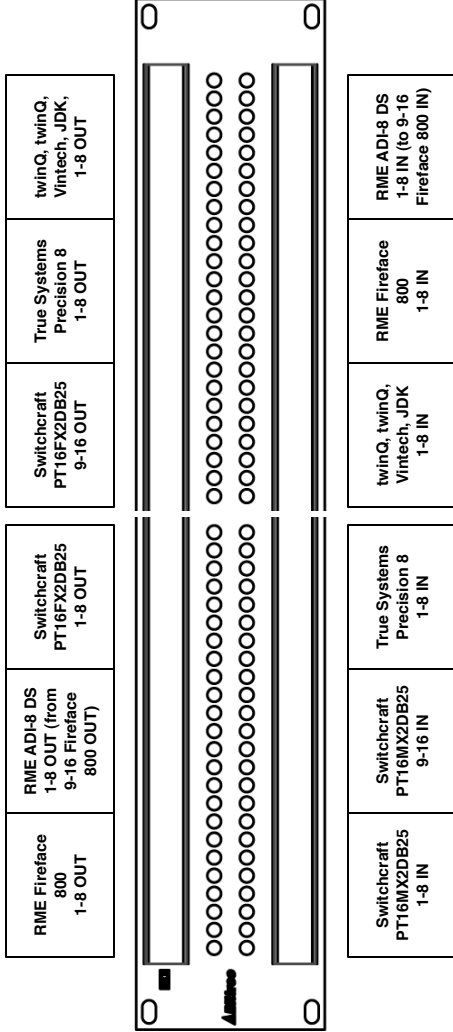 RME Fireface
800
1-8 OUT
RME ADI-8 DS
1-8 OUT (from
9-16 Fireface
800 OUT)
Switchcraft
PT16FX2DB25
1-8 OUT
Switchcraft
PT16FX2DB25
9-16 OUT
True Systems
Precision 8
1-8 OUT
twinQ, twinQ,
Vintech, JDK,
1-8 OUT
Switchcraft
PT16MX2DB25
1-8 IN
Switchcraft
PT16MX2DB25
9-16 IN
True Systems
Precision 8
1-8 IN
twinQ, twinQ,
Vintech, JDK
1-8 IN
RME Fireface
800
1-8 IN
RME ADI-8 DS
1-8 IN (to 9-16
Fireface 800 IN)